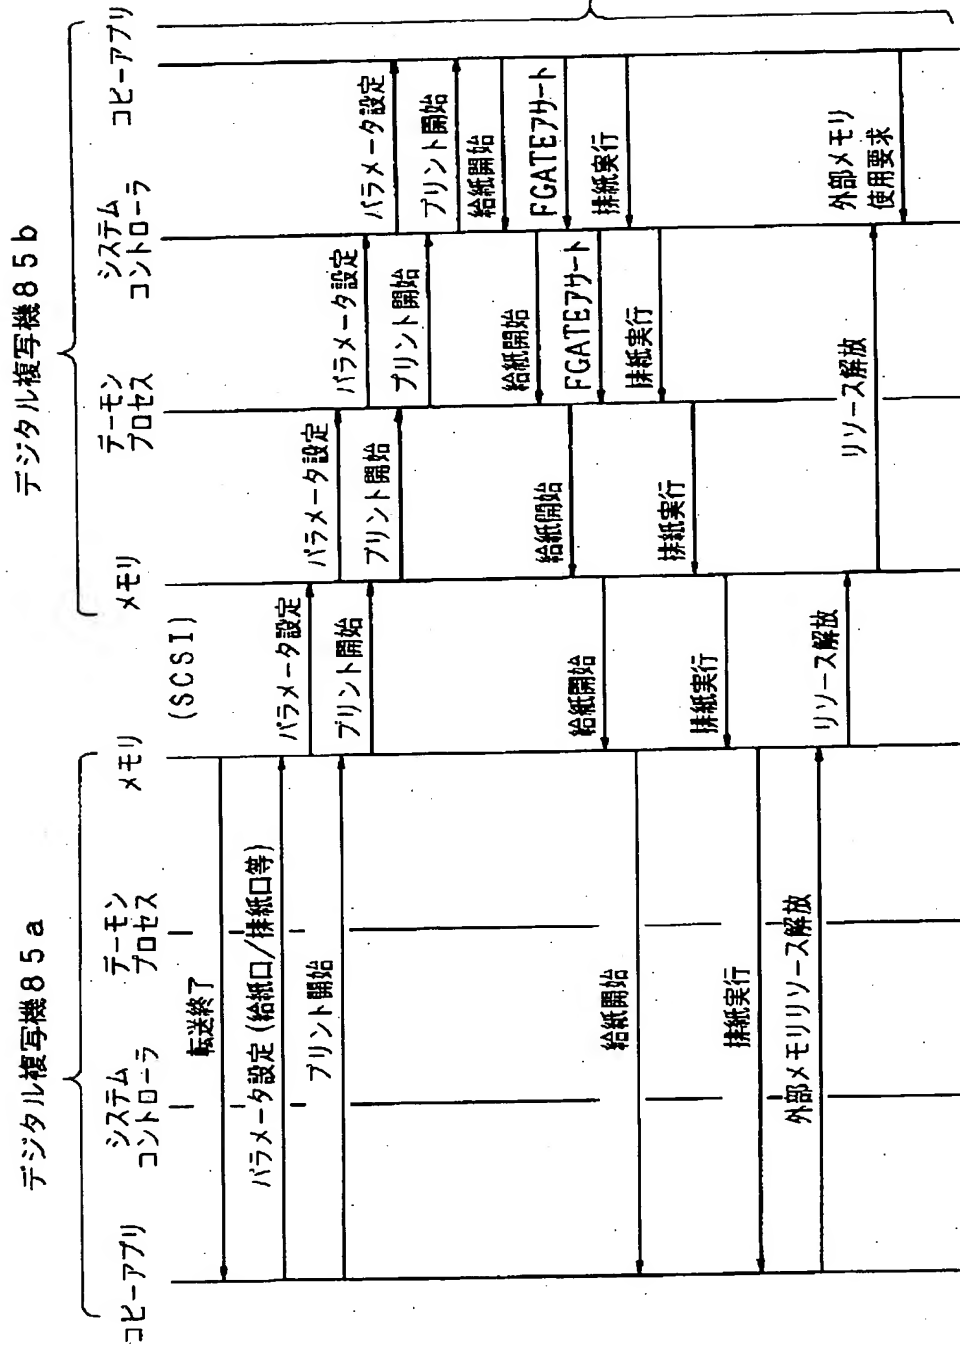 デジタル複写機85a
デジタル複写機85b
コピーアプリ
システム
コントローラ
デーモン
プロセス
メモリ
メモリ
デーモン
プロセス
システム
コントローラ
コピーアプリ
(SCSI)
転送終了
パラメータ設定(給紙口/排紙口等)
パラメータ設定
プリント開始
パラメータ設定
パラメータ設定
プリント開始
パラメータ設定
プリント開始
プリント開始
プリント開始
給紙開始
給紙開始
FGATEアサート
給紙開始
FGATEアサート
給紙開始
排紙実行
給紙開始
排紙実行
排紙実行
排紙実行
排紙実行
外部メモリリソース解放
リソース解放
リソース解放
外部メモリ
使用要求